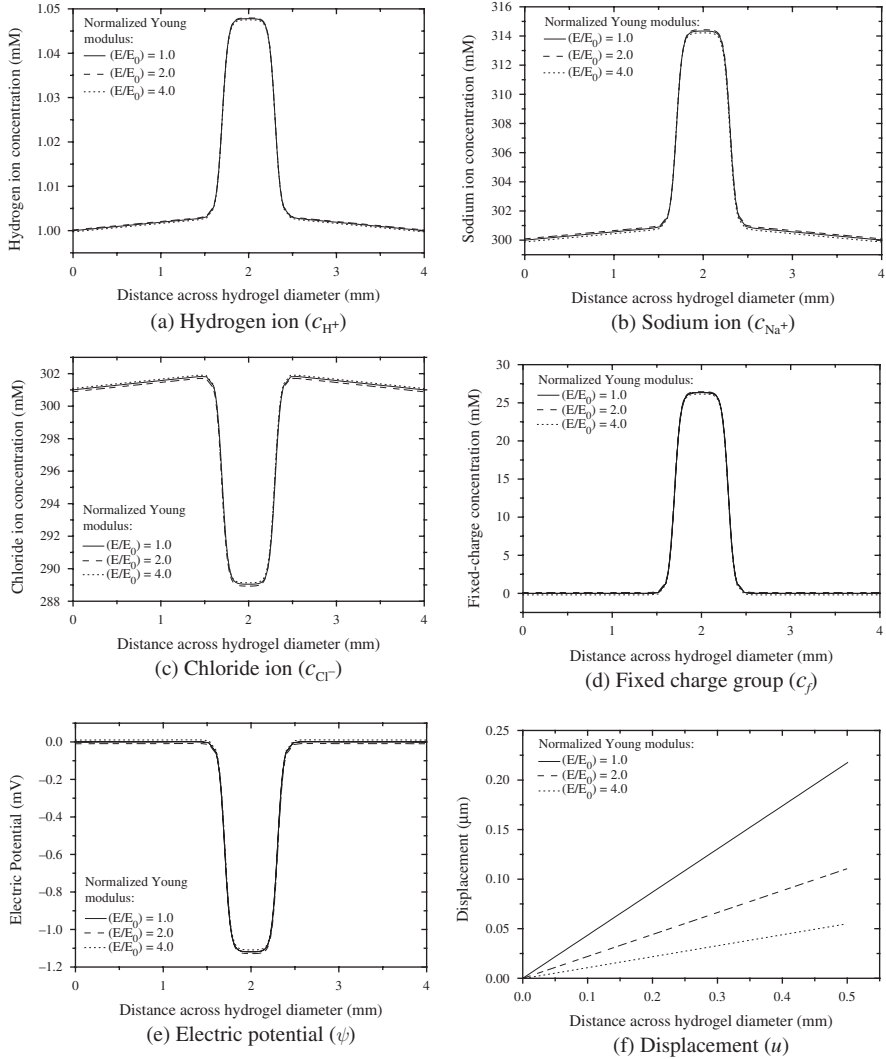 Normalized Young
modulus:
(E/E0) = 1.0
(E/E0) = 2.0
(E/E0) = 4.0
1.05
1.04
1.03
1.02
1.01
1.00
Hydrogen ion concentration (mM)
0 1 2 3 4
Distance across hydrogel diameter (mm)
(a) Hydrogen ion (cH+)
Normalized Young modulus:
(E/E0) = 1.0
(E/E0) = 2.0
(E/E0) = 4.0
318
315
312
309
306
303
300
Sodium ion concentration (mM)
0 1 2 3 4
Distance across hydrogel diameter (mm)
(b) Sodium ion (cNa+)
302
300
298
296
294
292
290
288
Chloride ion concentration (mM)
Normalized Young
modulus:
(E/E0) = 1.0
(E/E0) = 2.0
(E/E0) = 4.0
0 1 2 3 4
Distance across hydrogel diameter (mm)
(c) Chloride ion (cCl−)
Normalized Young modulus:
(E/E0) = 1.0
(E/E0) = 2.0
(E/E0) = 4.0
30
25
20
15
10
5
0
Fixed-charge concentration (mM)
0 1 2 3 4
Distance across hydrogel diameter (mm)
(d) Fixed charge group (cf)
0.0
−0.2
−0.4
−0.6
−0.8
−1.0
−1.2
Electric Potential (mV)
Normalized Young
modulus:
(E/E0) = 1.0
(E/E0) = 2.0
(E/E0) = 4.0
0 1 2 3 4
Distance across hydrogel diameter (mm)
(e) Electric potential (ψ)
Normalized Young modulus:
(E/E0) = 1.0
(E/E0) = 2.0
(E/E0) = 4.0
0.25
0.20
0.15
0.10
0.05
0.00
Displacement (μm)
0.0 0.1 0.2 0.3 0.4 0.5
Distance across hydrogel diameter (mm)
(f) Displacement (u)